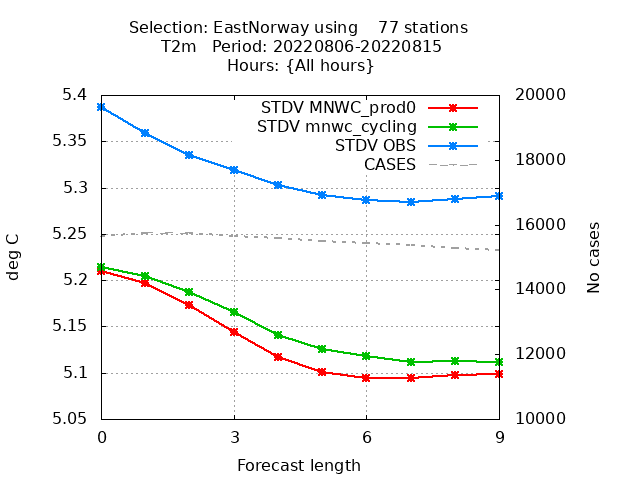 Selection: EastNorway using    77 stations
T2m   Period: 20220806-20220815
Hours: {All hours}
STDV MNWC_prod0
STDV mnwc_cycling
STDV OBS
CASES
5.4
5.35
5.3
5.25
5.2
5.15
5.1
5.05
20000
18000
16000
14000
12000
10000
deg C
No cases
0 3 6 9
Forecast length